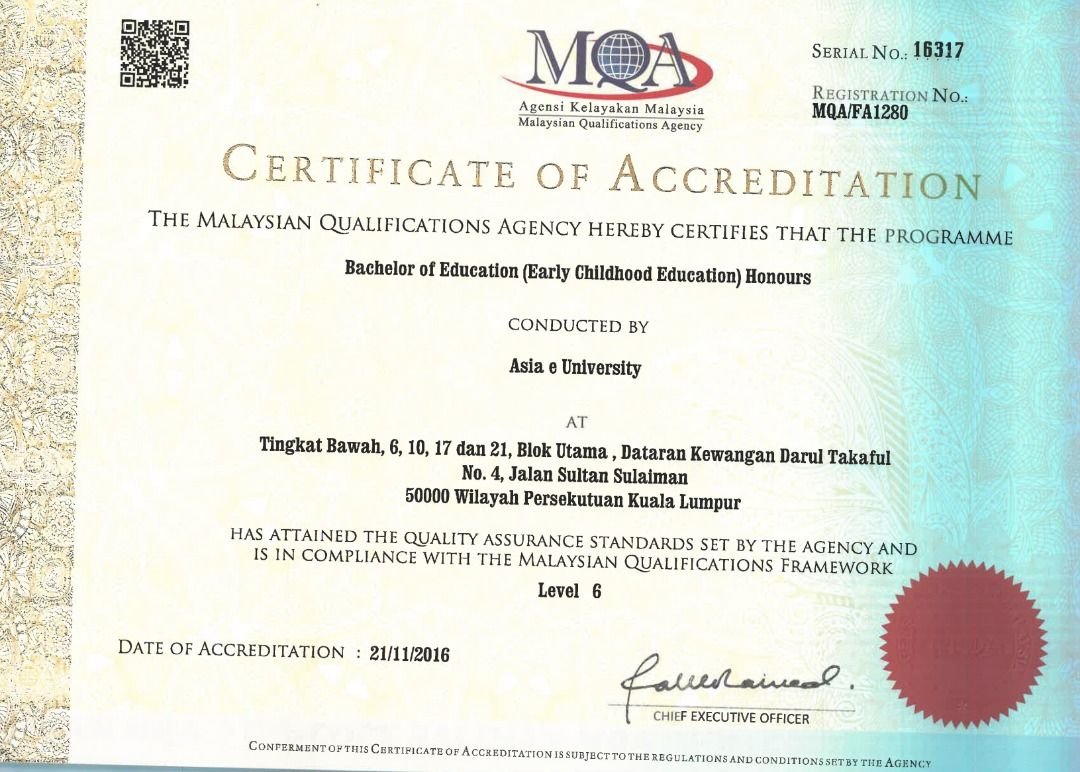 MQA
Agensi Kelayakan Malaysia
Malaysian Qualifications Agency
SERIAL NO.: 16317
REGISTRATION NO.:
MQA/FA1280
CERTIFICATE OF ACCREDITATION
THE MALAYSIAN QUALIFICATIONS AGENCY HEREBY CERTIFIES THAT THE PROGRAMME
Bachelor of Education (Early Childhood Education) Honours
CONDUCTED BY
Asia e University
AT
Tingkat Bawah, 6, 10, 17 dan 21, Blok Utama , Dataran Kewangan Darul Takaful
No. 4, Jalan Sultan Sulaiman
50000 Wilayah Persekutuan Kuala Lumpur
HAS ATTAINED THE QUALITY ASSURANCE STANDARDS SET BY THE AGENCY AND
IS IN COMPLIANCE WITH THE MALAYSIAN QUALIFICATIONS FRAMEWORK
Level 6
DATE OF ACCREDITATION : 21/11/2016
CHIEF EXECUTIVE OFFICER
CONFERMENT OF THIS CERTIFICATE OF ACCREDITATION IS SUBJECT TO THE REGULATIONS AND CONDITIONS SET BY THE AGENCY